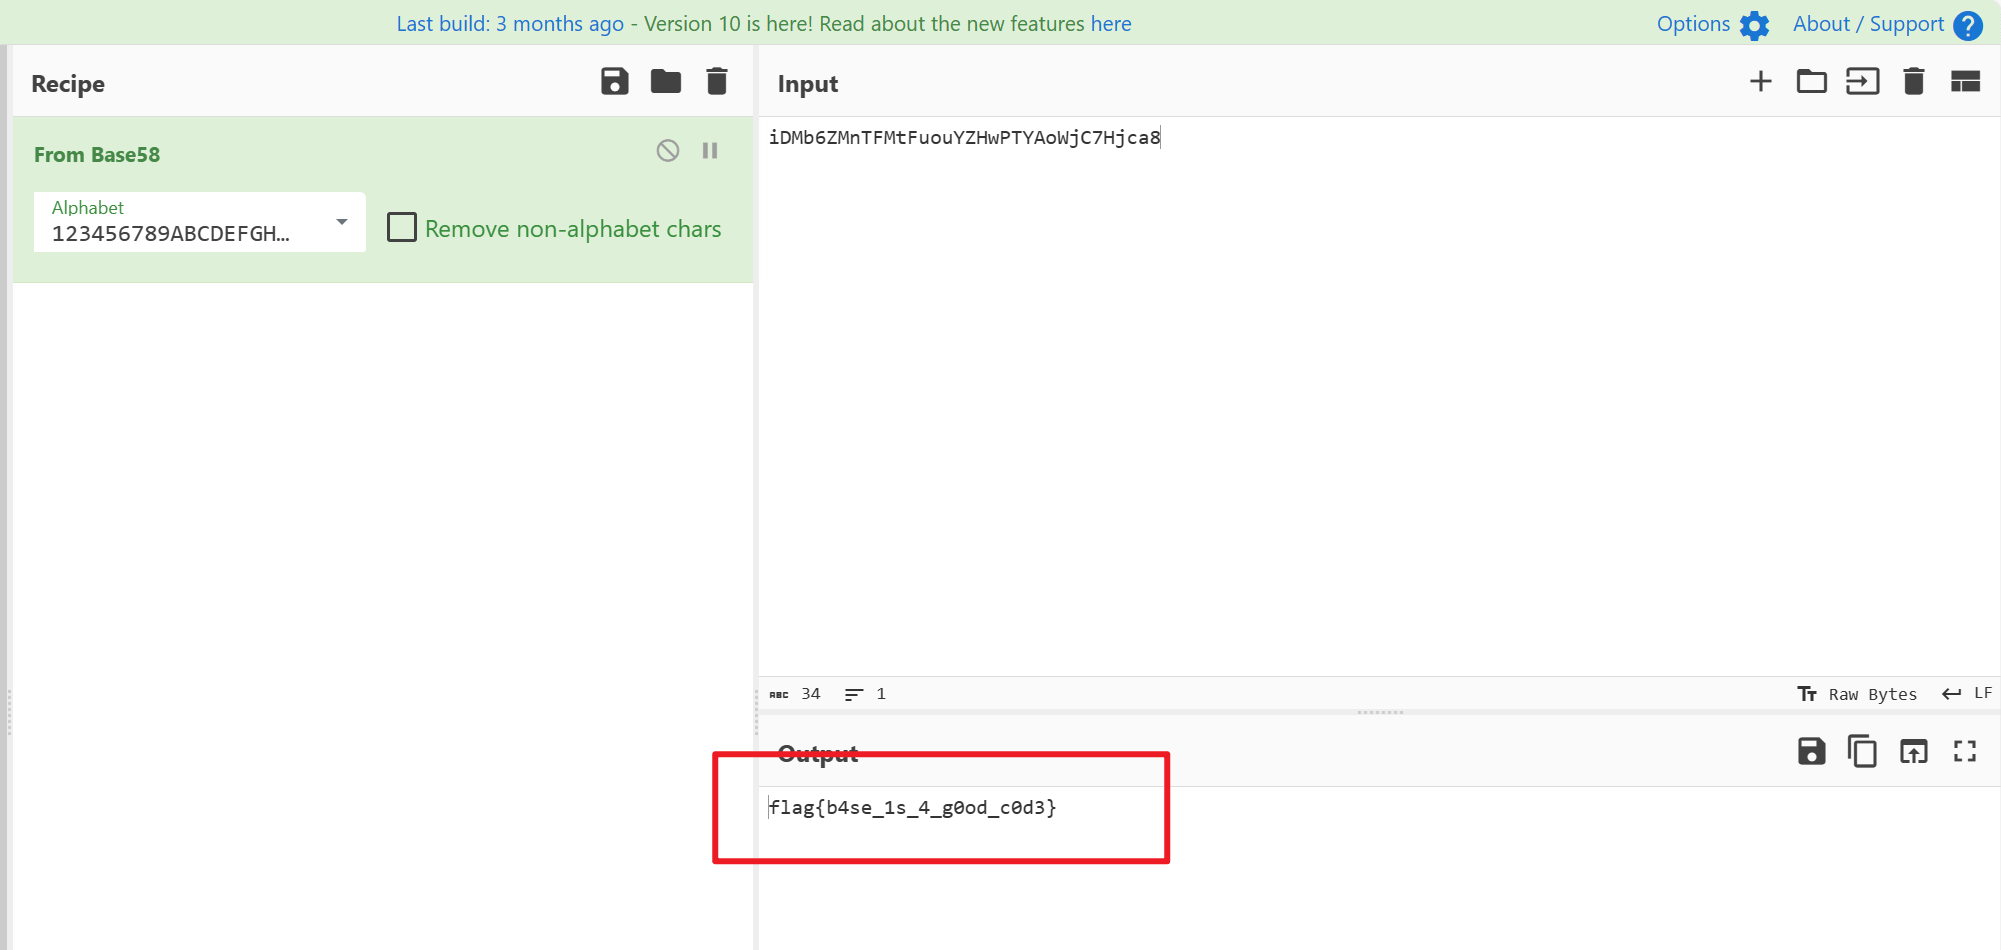 Last build: 3 months ago - Version 10 is here! Read about the new features here
Options
About / Support
Recipe
From Base58
Alphabet
123456789ABCDEFGH…
Remove non-alphabet chars
Input
iDMb6ZMnTFMtFuouYZHwPTYAoWjC7Hjca8
ABC 34
1
Tт Raw Bytes
LF
Output
flag{b4se_1s_4_g0od_c0d3}